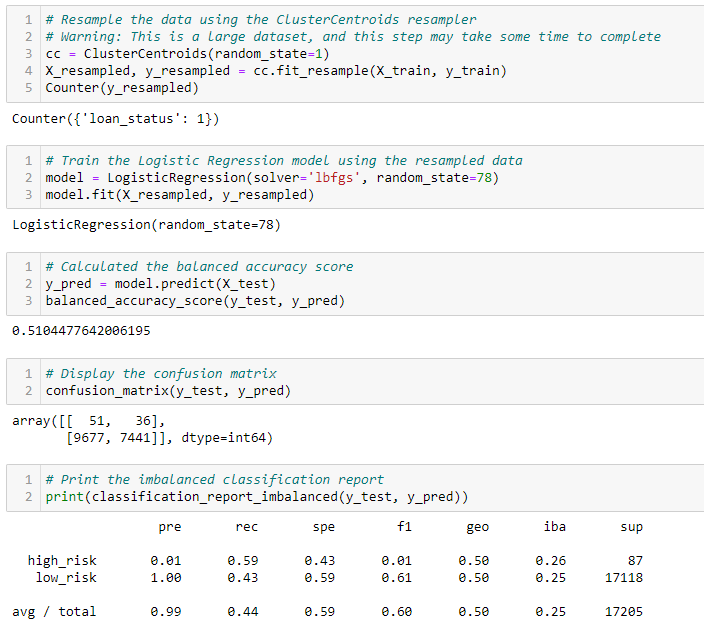 1 # Resample the data using the ClusterCentroids resampler
2 # Warning: This is a large dataset, and this step may take some time to complete
3 cc = ClusterCentroids(random_state=1)
4 X_resampled, y_resampled = cc.fit_resample(X_train, y_train)
5 Counter(y_resampled)
Counter({'loan_status': 1})
1 # Train the Logistic Regression model using the resampled data
2 model = LogisticRegression(solver='lbfgs', random_state=78)
3 model.fit(X_resampled, y_resampled)
LogisticRegression(random_state=78)
1 # Calculated the balanced accuracy score
2 y_pred = model.predict(X_test)
3 balanced_accuracy_score(y_test, y_pred)
0.5104477642006195
1 # Display the confusion matrix
2 confusion_matrix(y_test, y_pred)
array([[  51,   36],
       [9677, 7441]], dtype=int64)
1 # Print the imbalanced classification report
2 print(classification_report_imbalanced(y_test, y_pred))
pre rec spe f1 geo iba sup
high_risk 0.01 0.59 0.43 0.01 0.50 0.26 87
low_risk 1.00 0.43 0.59 0.61 0.50 0.25 17118
avg / total 0.99 0.44 0.59 0.60 0.50 0.25 17205